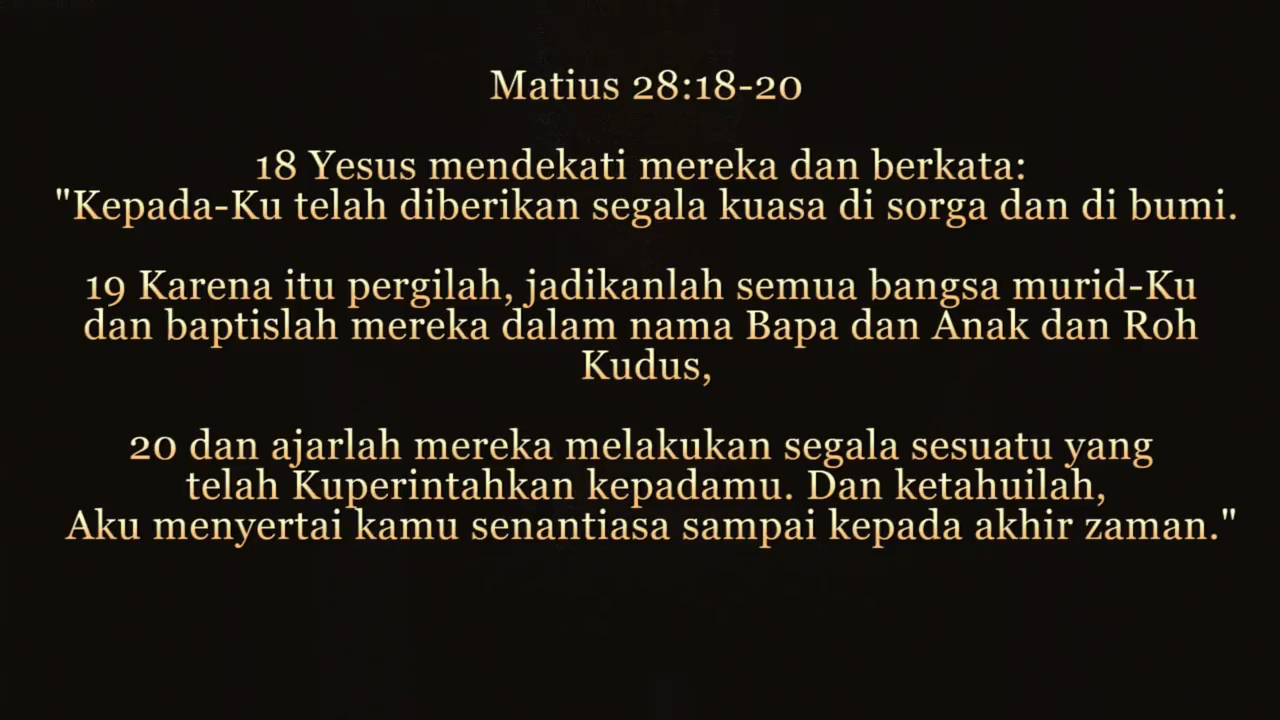 Matius 28:18-20
18 Yesus mendekati mereka dan berkata:
"Kepada-Ku telah diberikan segala kuasa di sorga dan di bumi.
19 Karena itu pergilah, jadikanlah semua bangsa murid-Ku
dan baptislah mereka dalam nama Bapa dan Anak dan Roh
Kudus,
20 dan ajarlah mereka melakukan segala sesuatu yang
telah Kuperintahkan kepadamu. Dan ketahuilah,
Aku menyertai kamu senantiasa sampai kepada akhir zaman."